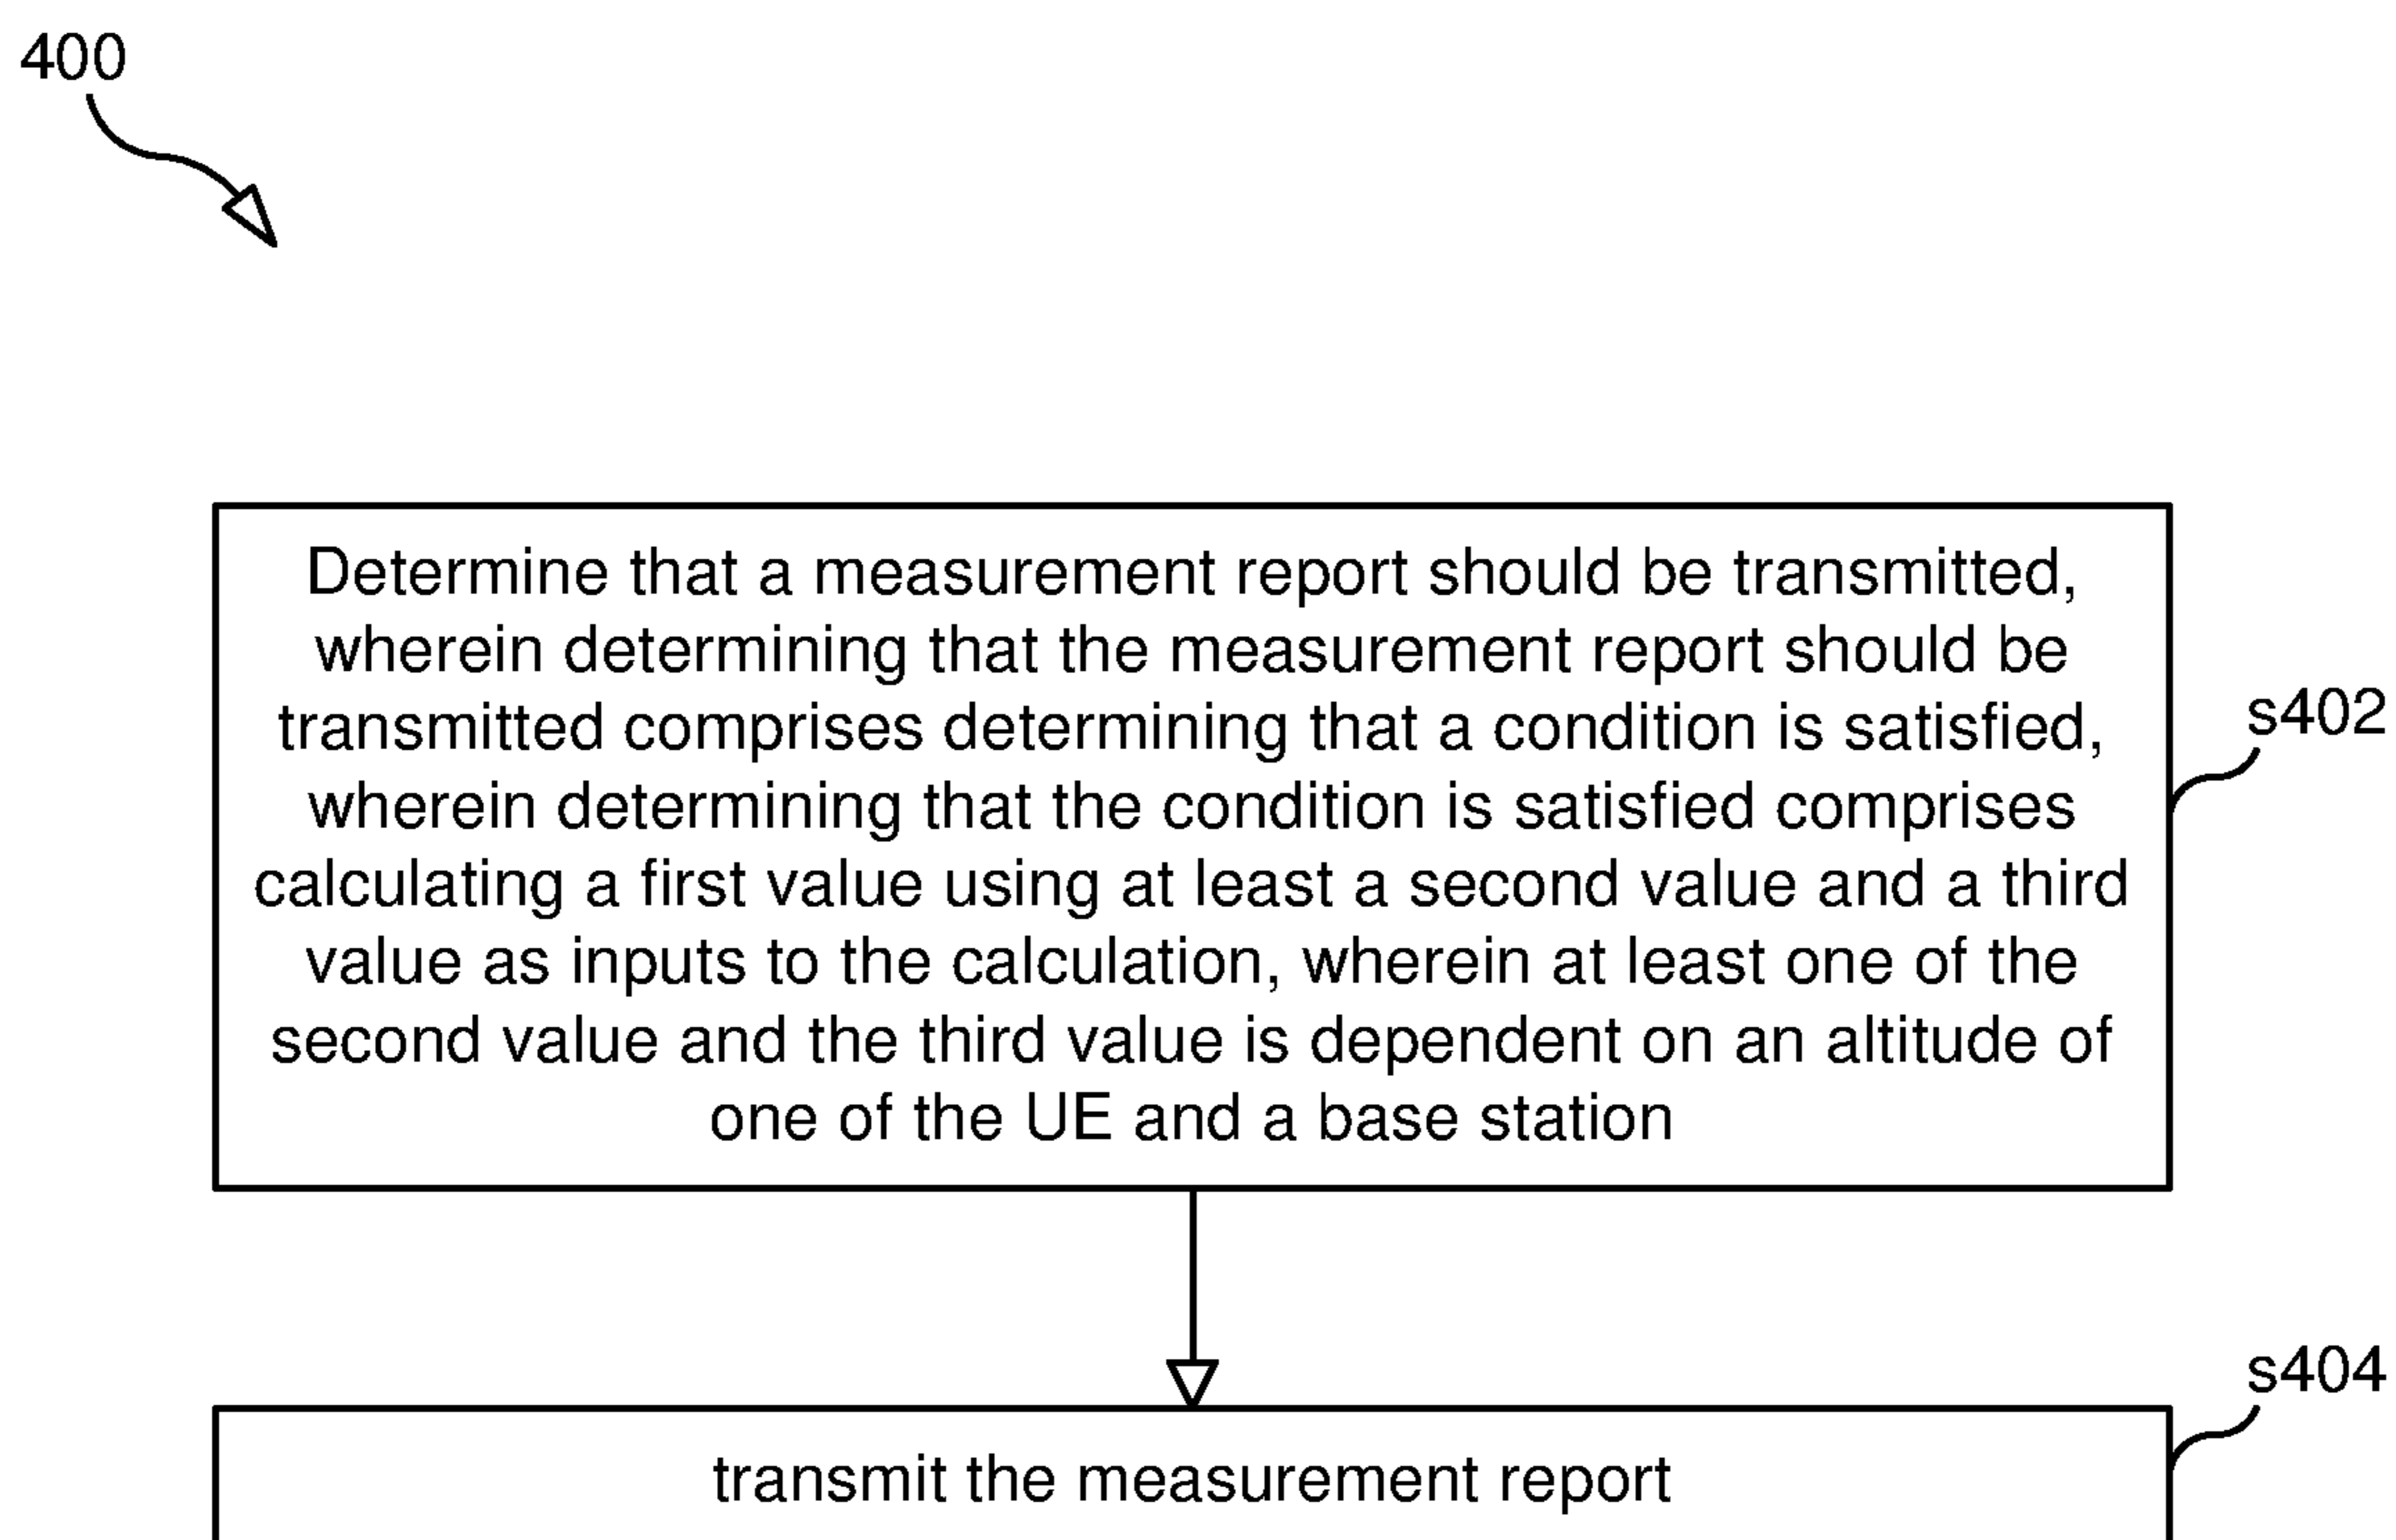 400
Determine that a measurement report should be transmitted,
wherein determining that the measurement report should be
transmitted comprises determining that a condition is satisfied,
wherein determining that the condition is satisfied comprises
calculating a first value using at least a second value and a third
value as inputs to the calculation, wherein at least one of the
second value and the third value is dependent on an altitude of
one of the UE and a base station
s402
s404
transmit the measurement report